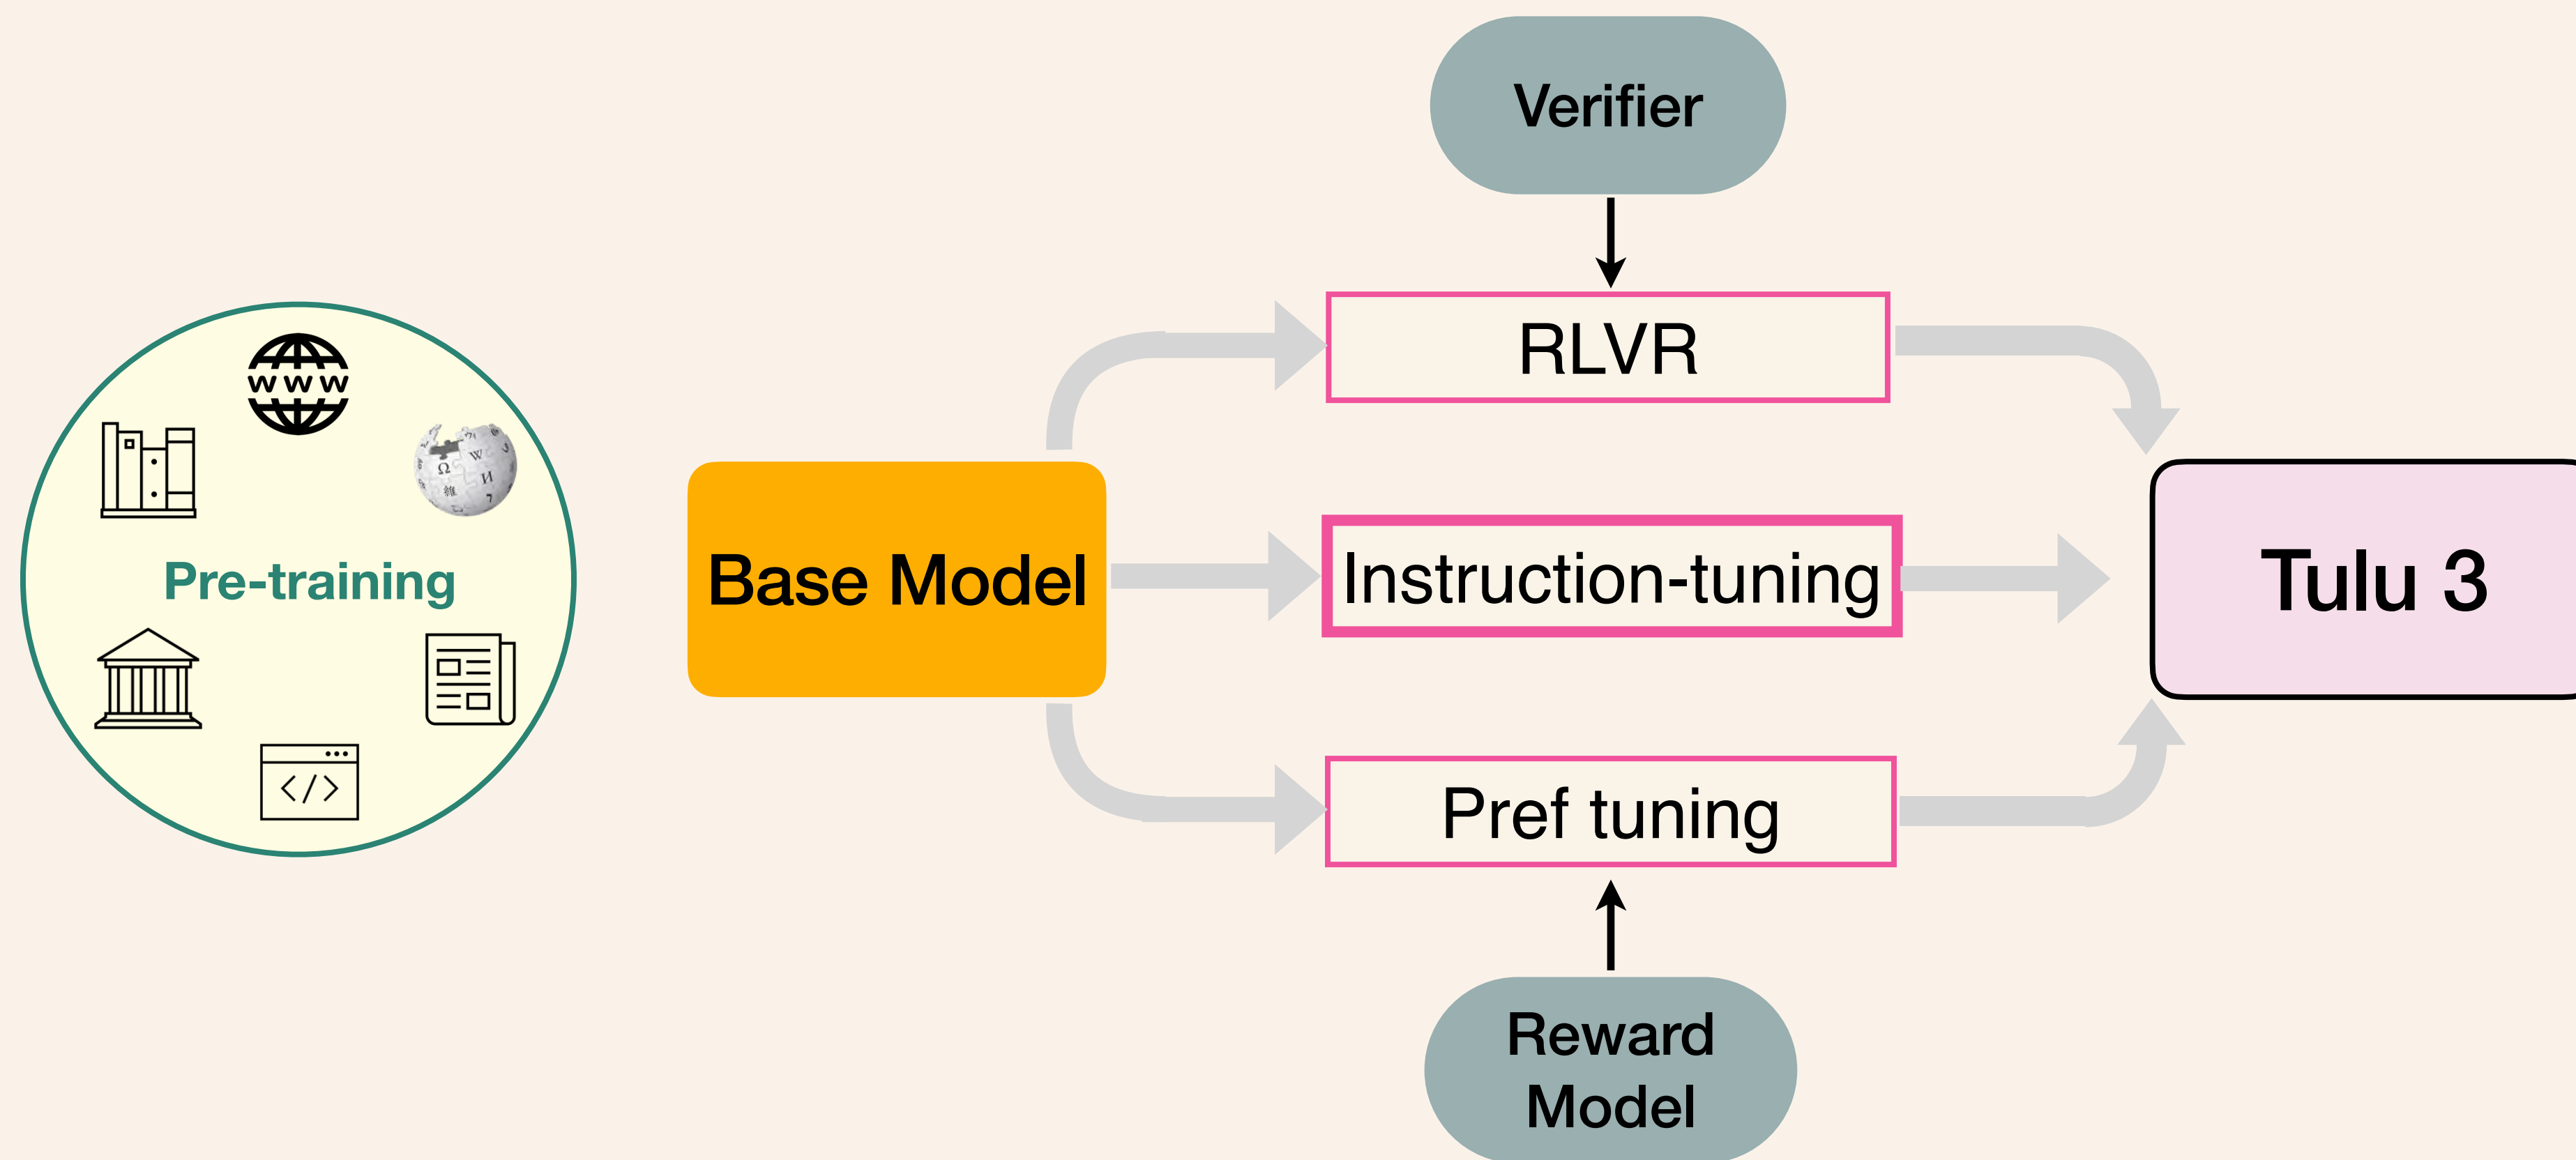 Verifier
RLVR
WWW
Pre-training
</>
Base Model
Instruction-tuning
Tulu 3
Pref tuning
Reward
Model